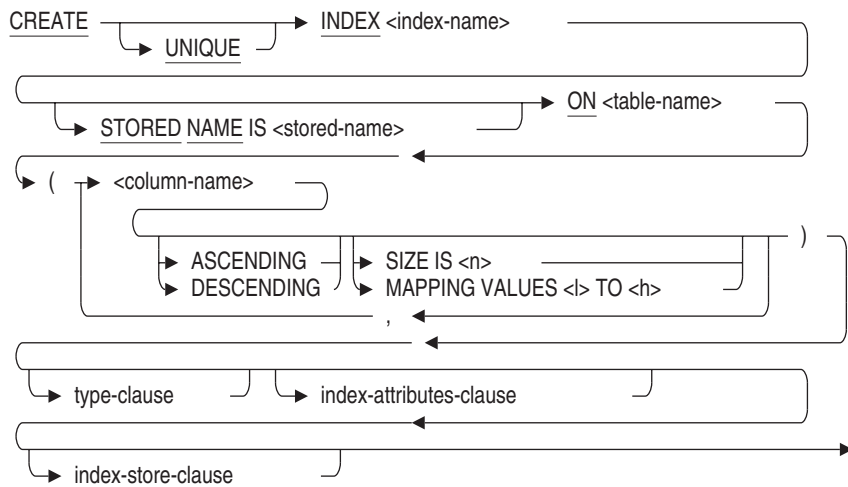 CREATE INDEX <index-name>
UNIQUE
ON <table-name>
STORED NAME IS <stored-name>
( <column-name>
)
ASCENDING SIZE IS <n>
DESCENDING MAPPING VALUES <l> TO <h>
,
type-clause index-attributes-clause
index-store-clause